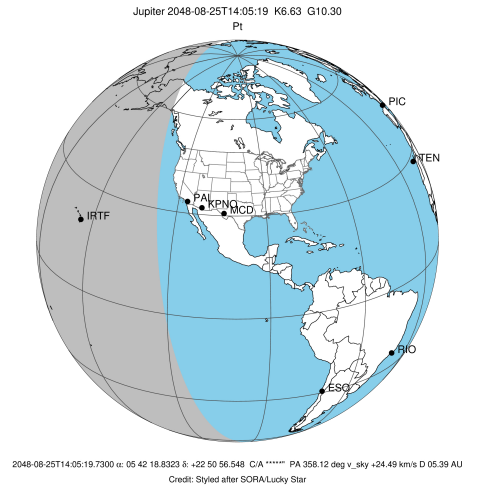 Jupiter 2048-08-25T14:05:19  K6.63  G10.30
Pt
PIC
TEN
PAL
KPNO
MCD
IRTF
RIO
ESO
2048-08-25T14:05:19.7300 α: 05 42 18.8323 δ: +22 50 56.548  C/A *****"  PA 358.12 deg v_sky +24.49 km/s D 05.39 AU
Credit: Styled after SORA/Lucky Star